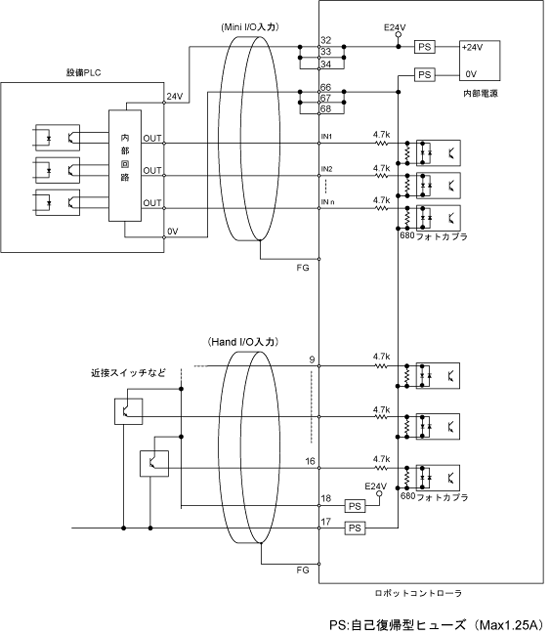 (Mini I/O入力)
E24V
32
33
34
PS
+24V
PS
0V
内部電源
設備PLC
24V
66
67
68
内部回路
OUT
IN1
4.7k
OUT
IN2
4.7k
OUT
IN n
4.7k
0V
680 フォトカプラ
FG
(Hand I/O入力)
近接スイッチなど
9
4.7k
4.7k
16
4.7k
E24V
680 フォトカプラ
18
PS
17
PS
FG
ロボットコントローラ
PS:自己復帰型ヒューズ（Max1.25A）